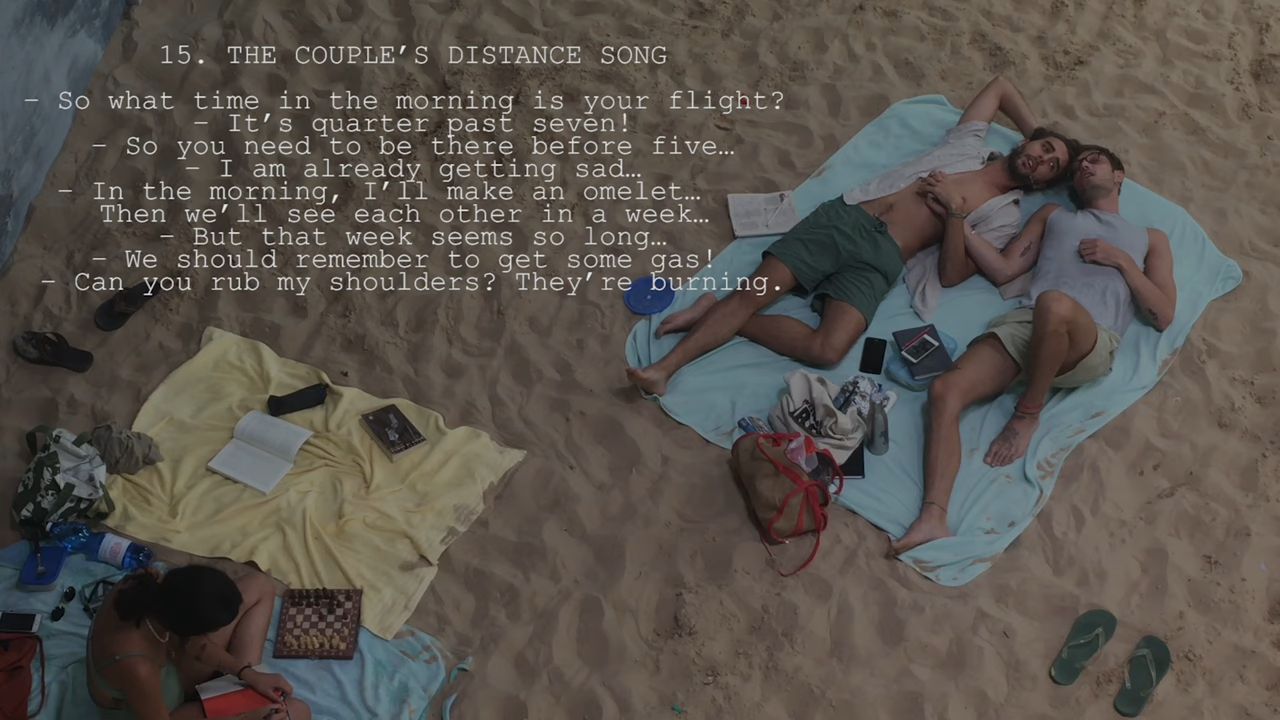 15. THE COUPLE’S DISTANCE SONG
– So what time in the morning is your flight?
– It’s quarter past seven!
– So you need to be there before five…
– I am already getting sad…
– In the morning, I’ll make an omelet…
Then we’ll see each other in a week…
– But that week seems so long…
– We should remember to get some gas!
– Can you rub my shoulders? They’re burning.